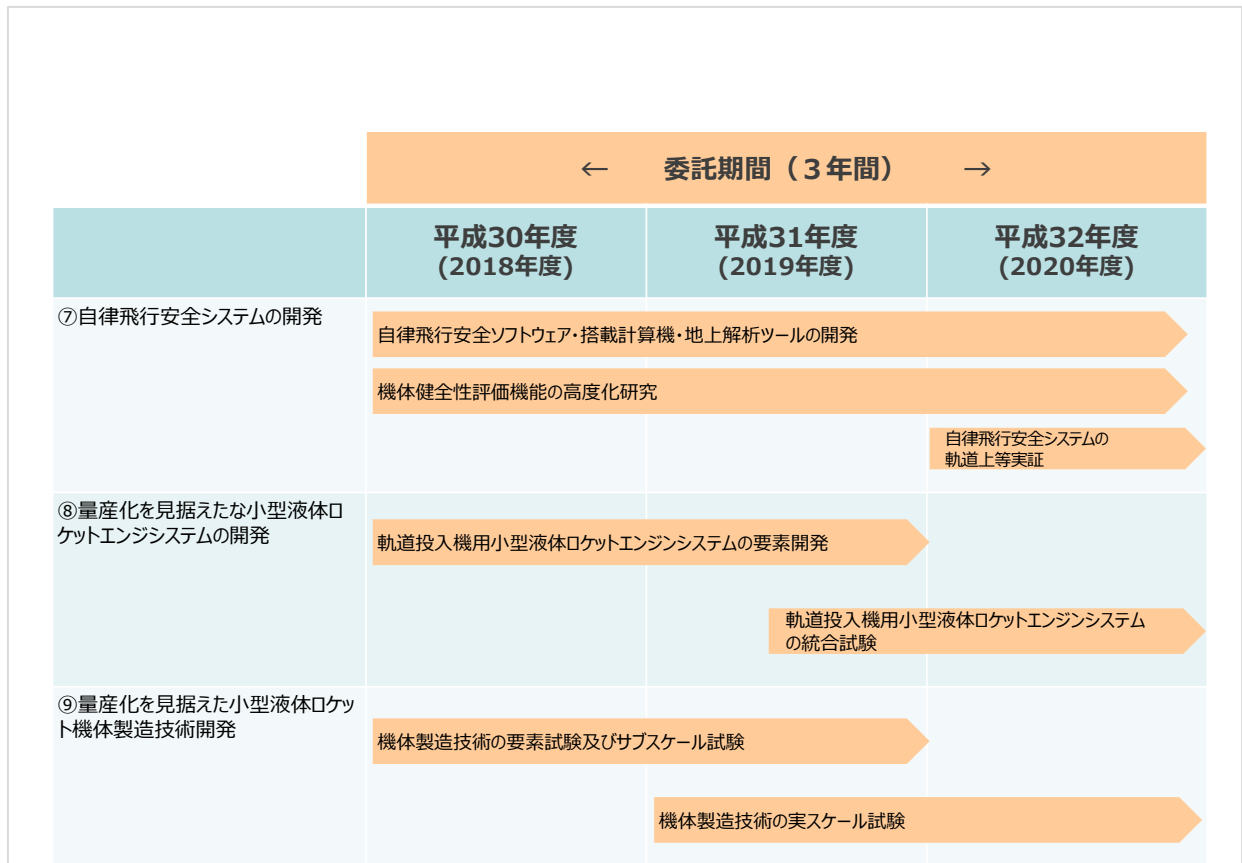 ← 委託期間（３年間） →
平成30年度
(2018年度)
平成31年度
(2019年度)
平成32年度
(2020年度)
⑦自律飛行安全システムの開発
自律飛行安全ソフトウェア・搭載計算機・地上解析ツールの開発
機体健全性評価機能の高度化研究
自律飛行安全システムの
軌道上等実証
⑧量産化を見据えたな小型液体ロ
ケットエンジシステムの開発
軌道投入機用小型液体ロケットエンジンシステムの要素開発
軌道投入機用小型液体ロケットエンジンシステム
の統合試験
⑨量産化を見据えた小型液体ロケッ
ト機体製造技術開発
機体製造技術の要素試験及びサブスケール試験
機体製造技術の実スケール試験